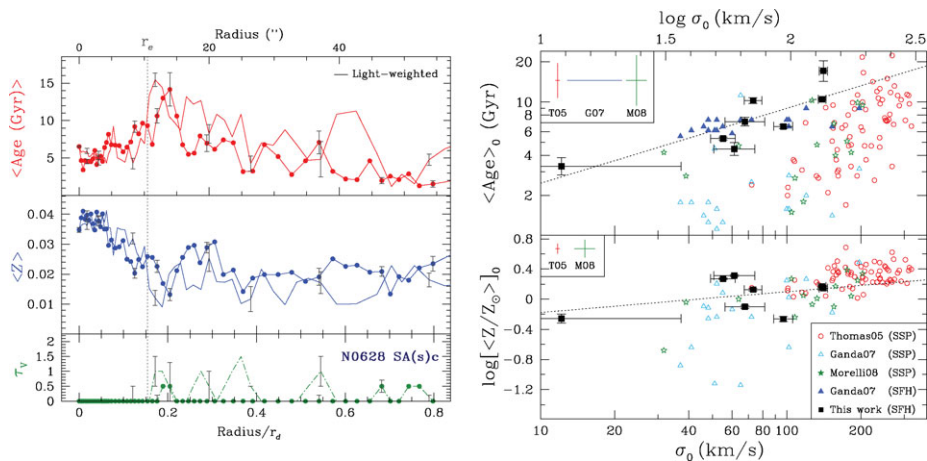 Radius (")
r_e
0 20 40
<Age (Gyr)>
15
10
5
0
Light-weighted
<Z>
0.04
0.03
0.02
0.01
τ_V
1.5
1
0.5
0
N0628 SA(s)c
0 0.2 0.4 0.6 0.8
Radius/r_d
log σ_0 (km/s)
1 1.5 2 2.5
<Age>_0 (Gyr)
20
10
8
6
4
2
T05 G07 M08
log[<Z/Z_⊙>]_0
0.8
0.4
0
−0.4
−0.8
−1.2
T05 M08
Thomas05 (SSP)
Ganda07 (SSP)
Morelli08 (SSP)
Ganda07 (SFH)
This work (SFH)
10 20 40 60 80 100 200
σ_0 (km/s)